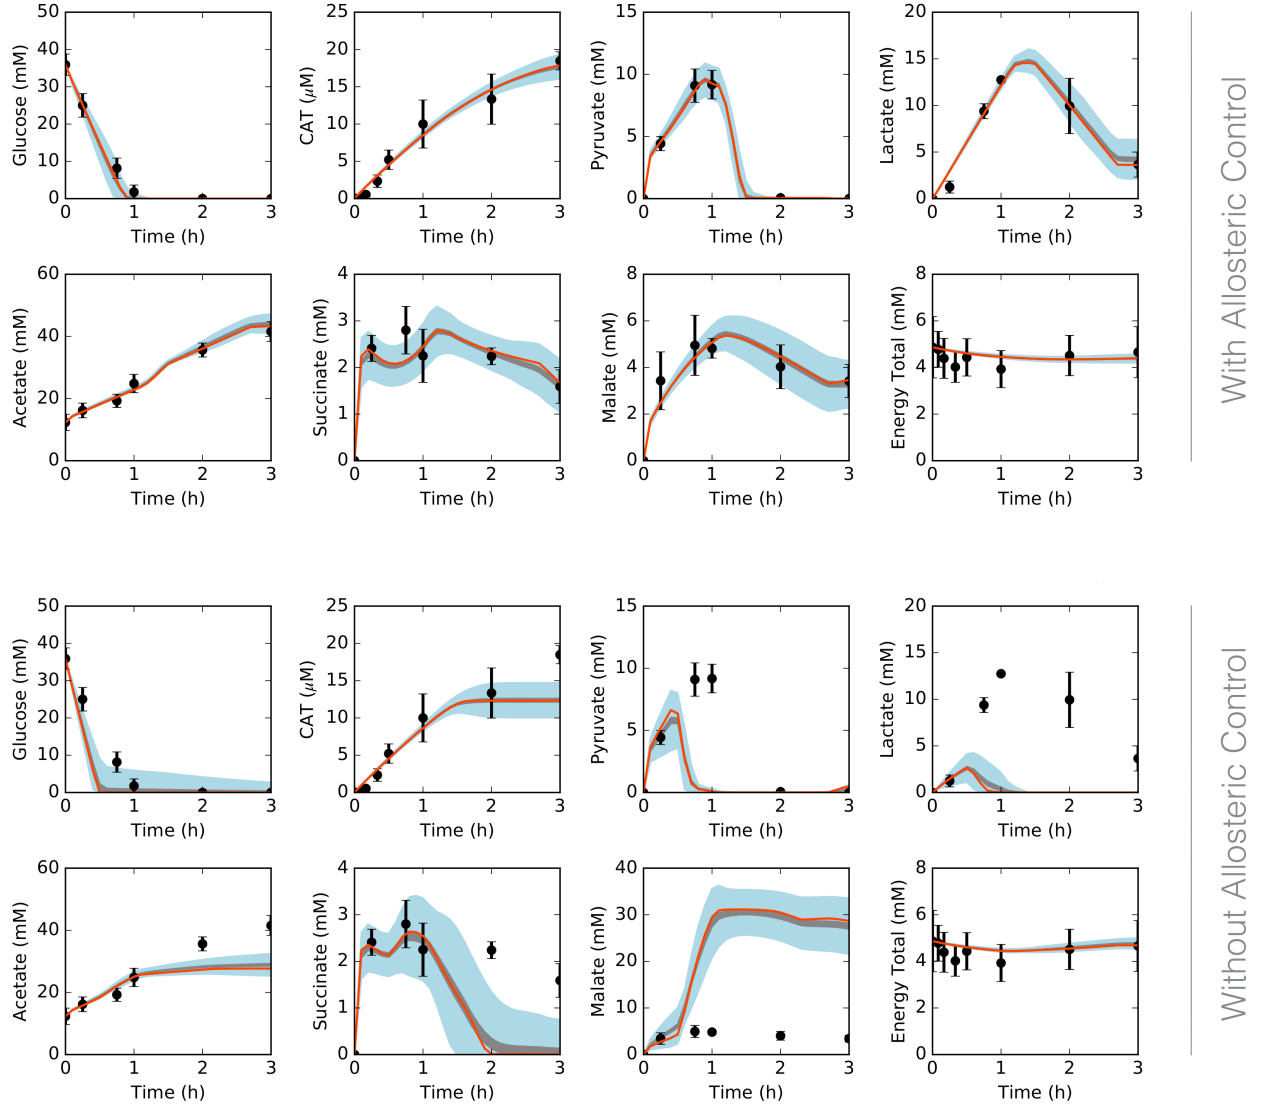 50
40
30
20
10
0
Glucose (mM)
0 1 2 3
Time (h)
25
20
15
10
5
0
CAT (μM)
0 1 2 3
Time (h)
15
10
5
0
Pyruvate (mM)
0 1 2 3
Time (h)
20
15
10
5
0
Lactate (mM)
0 1 2 3
Time (h)
60
40
20
0
Acetate (mM)
0 1 2 3
Time (h)
4
3
2
1
0
Succinate (mM)
0 1 2 3
Time (h)
8
6
4
2
0
Malate (mM)
0 1 2 3
Time (h)
8
6
4
2
0
Energy Total (mM)
0 1 2 3
Time (h)
With Allosteric Control
50
40
30
20
10
0
Glucose (mM)
0 1 2 3
Time (h)
25
20
15
10
5
0
CAT (μM)
0 1 2 3
Time (h)
15
10
5
0
Pyruvate (mM)
0 1 2 3
Time (h)
20
15
10
5
0
Lactate (mM)
0 1 2 3
Time (h)
60
40
20
0
Acetate (mM)
0 1 2 3
Time (h)
4
3
2
1
0
Succinate (mM)
0 1 2 3
Time (h)
40
30
20
10
0
Malate (mM)
0 1 2 3
Time (h)
8
6
4
2
0
Energy Total (mM)
0 1 2 3
Time (h)
Without Allosteric Control